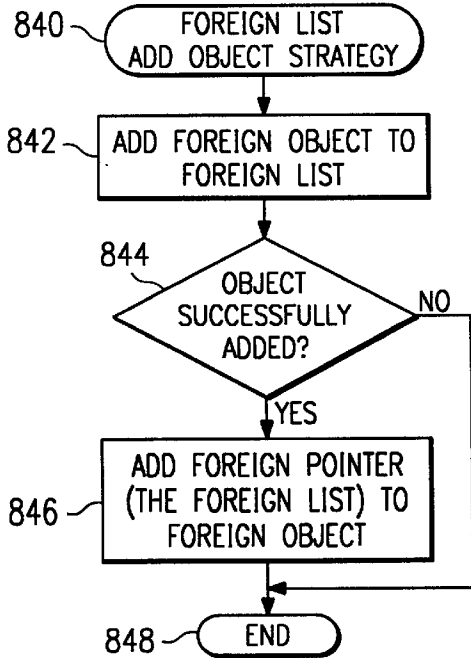 840
FOREIGN LIST
ADD OBJECT STRATEGY
842
ADD FOREIGN OBJECT TO
FOREIGN LIST
844
OBJECT
SUCCESSFULLY
ADDED?
NO
YES
846
ADD FOREIGN POINTER
(THE FOREIGN LIST) TO
FOREIGN OBJECT
848
END